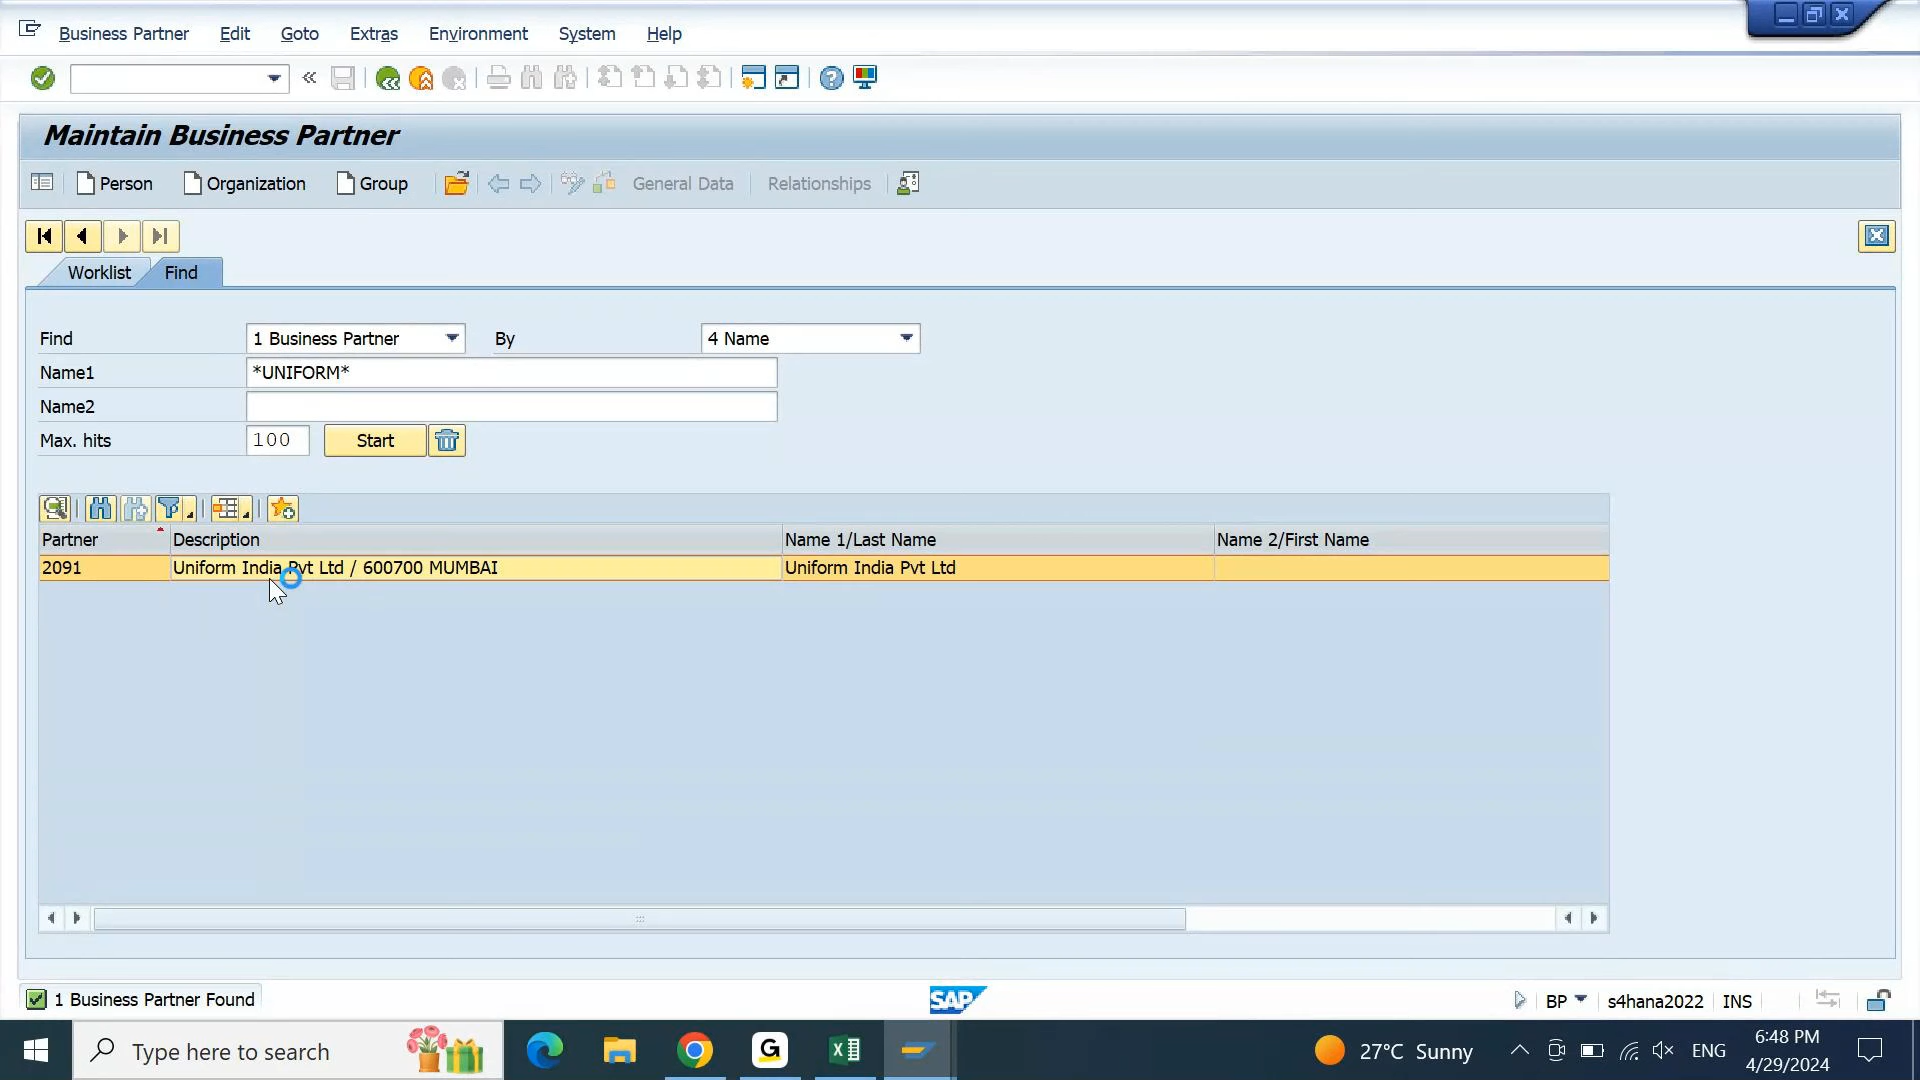 Business Partner Edit Goto Extras Environment System Help
Maintain Business Partner
Person Organization Group General Data Relationships
Worklist Find
Find 1 Business Partner By 4 Name
Name1 *UNIFORM*
Name2
Max. hits 100 Start
Partner Description Name 1/Last Name Name 2/First Name
2091 Uniform India Pvt Ltd / 600700 MUMBAI Uniform India Pvt Ltd
1 Business Partner Found SAP BP s4hana2022 INS
Type here to search G 27°C Sunny ENG 6:48 PM
4/29/2024